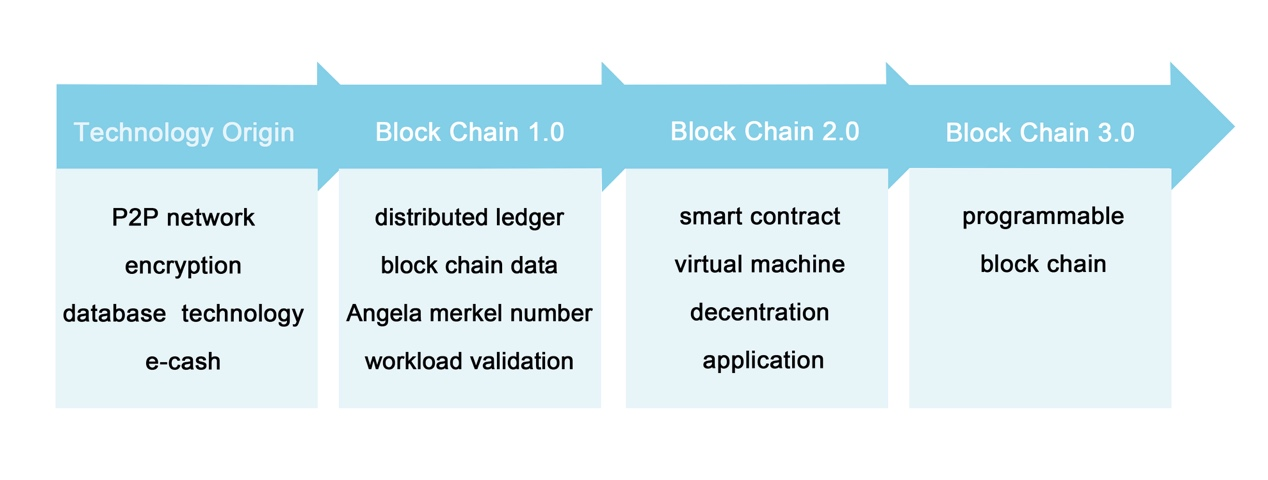 Technology Origin
Block Chain 1.0
Block Chain 2.0
Block Chain 3.0
P2P network
encryption
database technology
e-cash
distributed ledger
block chain data
Angela merkel number
workload validation
smart contract
virtual machine
decentration
application
programmable
block chain